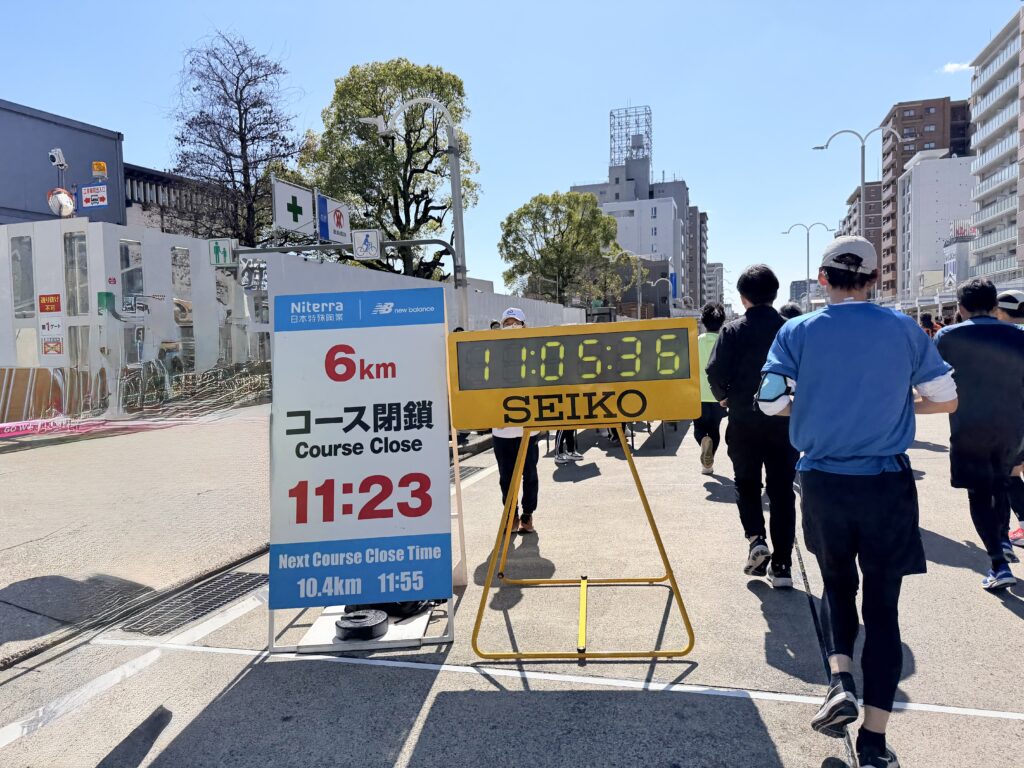 Niterra
日本特殊陶業
new balance
6km
コース閉鎖
Course Close
11:23
Next Course Close Time
10.4km 11:55
11:05:36
SEIKO